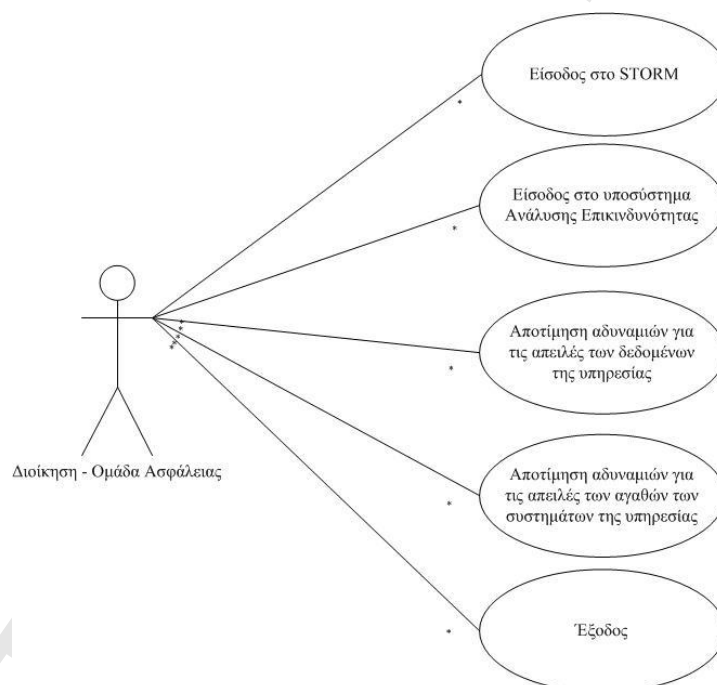 Είσοδος στο STORM
Είσοδος στο υποσύστημα
Ανάλυσης Επικινδυνότητας
Αποτίμηση αδυναμιών για
τις απειλές των δεδομένων
της υπηρεσίας
Διοίκηση - Ομάδα Ασφάλειας
Αποτίμηση αδυναμιών για
τις απειλές των αγαθών των
συστημάτων της υπηρεσίας
Έξοδος